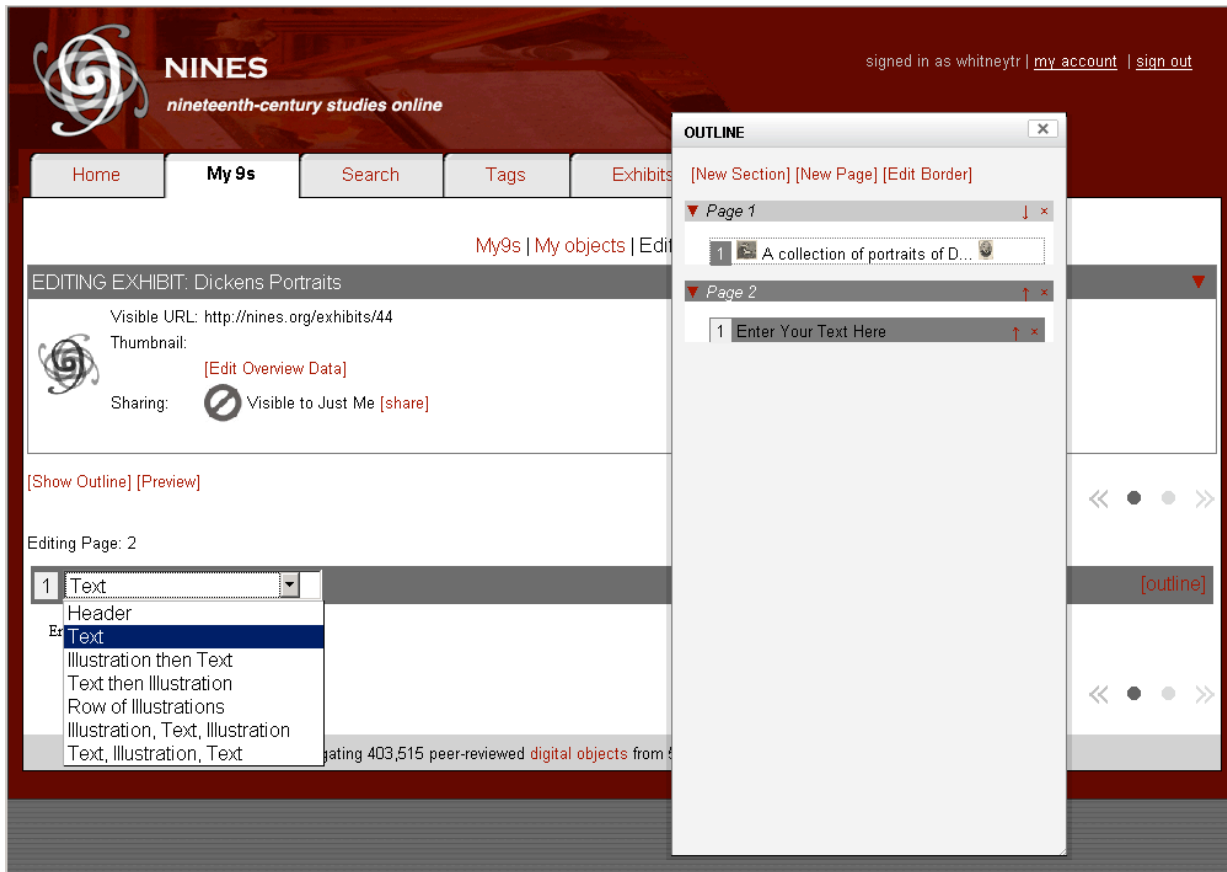 NINES
nineteenth-century studies online
signed in as whitneytr | my account | sign out
Home
My 9s
Search
Tags
Exhibits
My9s | My objects | Edi
EDITING EXHIBIT: Dickens Portraits
Visible URL: http://nines.org/exhibits/44
Thumbnail:
[Edit Overview Data]
Sharing: Visible to Just Me [share]
[Show Outline] [Preview]
Editing Page: 2
1 Text
[outline]
Header
Text
Illustration then Text
Text then Illustration
Row of Illustrations
Illustration, Text, Illustration
Text, Illustration, Text
gating 403,515 peer-reviewed digital objects from
OUTLINE
[New Section] [New Page] [Edit Border]
Page 1
1 A collection of portraits of D...
Page 2
1 Enter Your Text Here